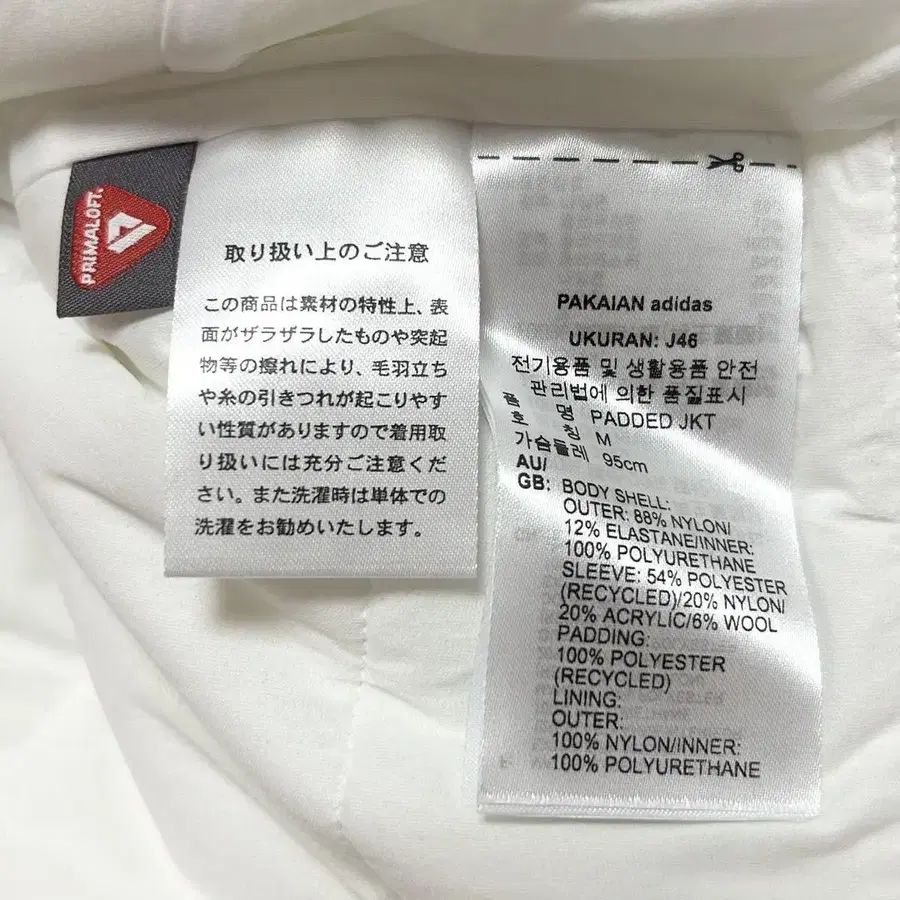 PRIMALOFT
取り扱い上のご注意
この商品は素材の特性上、表
面がザラザラしたものや突起
物等の擦れにより、毛羽立ち
や糸の引きつれが起こりやす
い性質がありますので着用取
り扱いには充分ご注意くだ
さい。また洗濯時は単体での
洗濯をお勧めいたします。
PAKAIAN adidas
UKURAN: J46
전기용품 및 생활용품 안전
관리법에 의한 품질표시
품 명 PADDED JKT
호 칭 M
가슴둘레 95cm
AU/
GB: BODY SHELL:
OUTER: 88% NYLON/
12% ELASTANE/INNER:
100% POLYURETHANE
SLEEVE: 54% POLYESTER
(RECYCLED)/20% NYLON/
20% ACRYLIC/6% WOOL
PADDING:
100% POLYESTER
(RECYCLED)
LINING:
OUTER:
100% NYLON/INNER:
100% POLYURETHANE